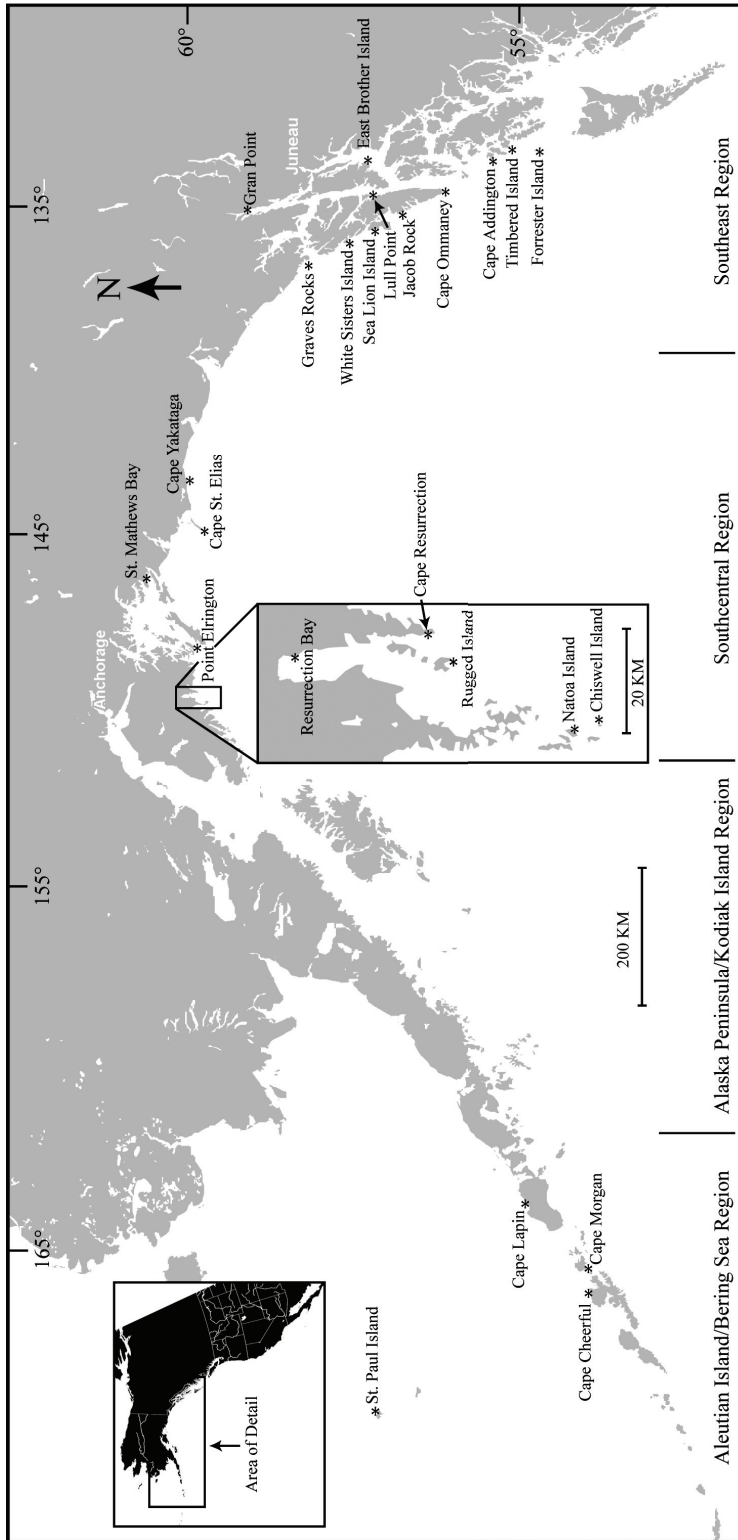 165°
155°
145°
135°
60°
55°
N
Area of Detail
Anchorage
Juneau
St. Mathews Bay
Cape Yakataga
Cape St. Elias
Point Elrington
Gran Point
East Brother Island
Graves Rocks
White Sisters Island
Sea Lion Island
Lull Point
Jacob Rock
Cape Ommaney
Cape Addington
Timbered Island
Forrester Island
Resurrection Bay
Cape Resurrection
Rugged Island
Natoa Island
Chiswell Island
20 KM
St. Paul Island
Cape Lapin
Cape Morgan
Cape Cheerful
200 KM
Aleutian Island/Bering Sea Region
Alaska Peninsula/Kodiak Island Region
Southcentral Region
Southeast Region